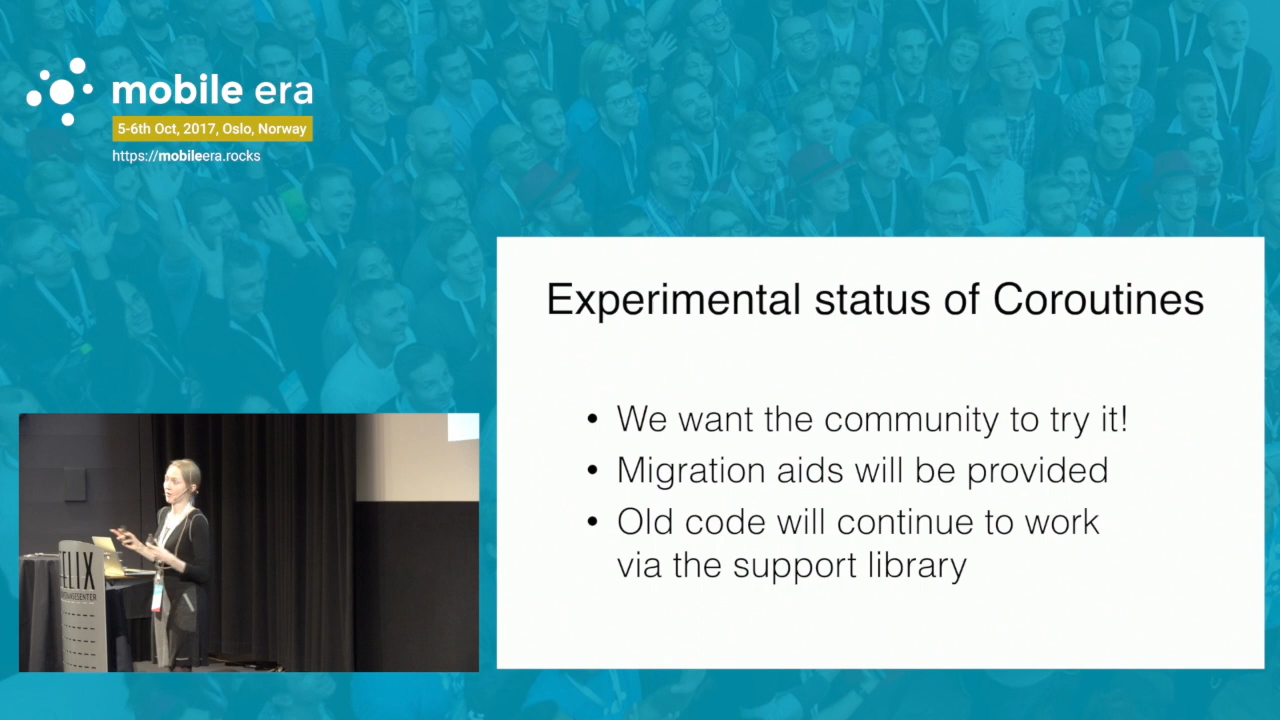 mobile era
5-6th Oct, 2017, Oslo, Norway
https://mobileera.rocks
Experimental status of Coroutines
• We want the community to try it!
• Migration aids will be provided
• Old code will continue to work
via the support library